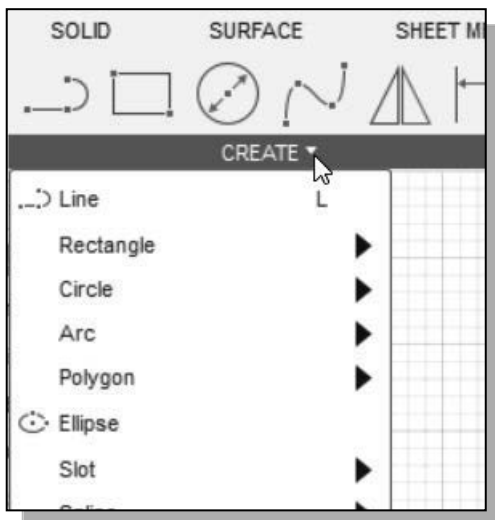 SOLID SURFACE SHEET
CREATE
Line L
Rectangle
Circle
Arc
Polygon
Ellipse
Slot